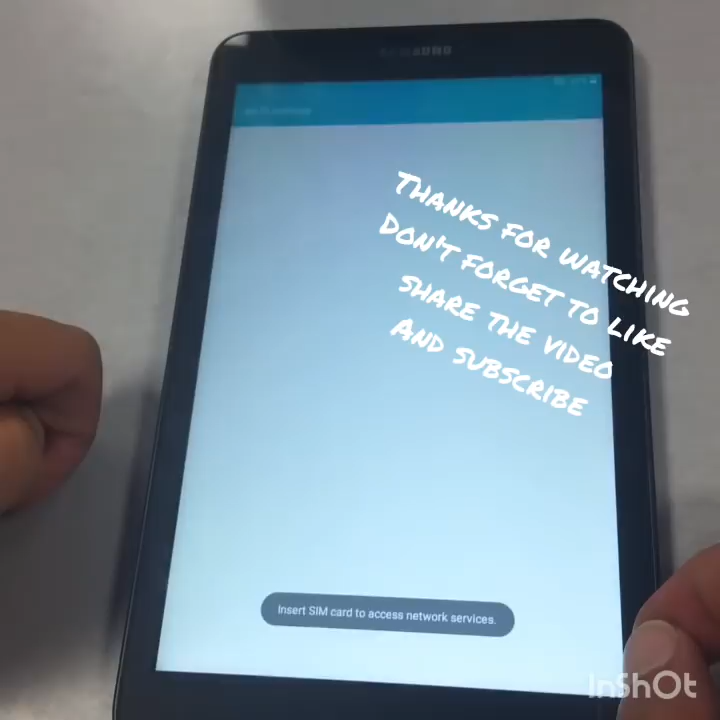 SAMSUNG
Thanks for watching
Don't forget to like
share the video
And subscribe
Insert SIM card to access network services.
InShOt